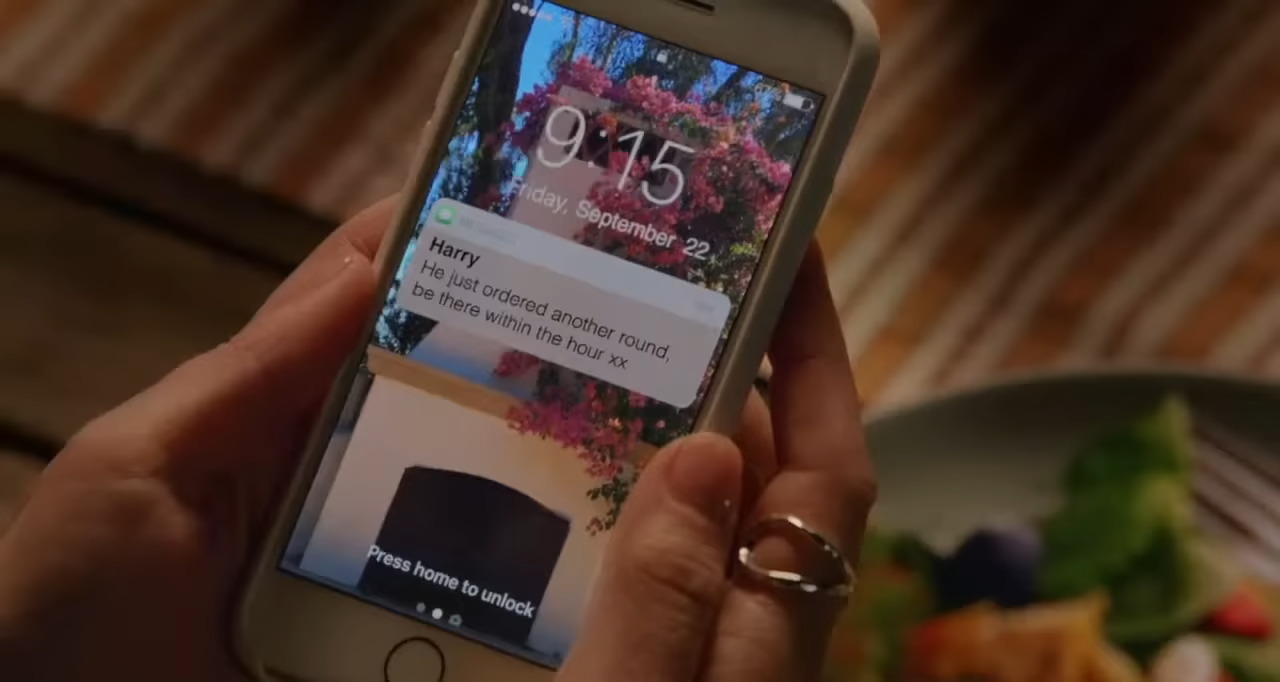 9:15
Friday, September 22
Harry
He just ordered another round,
be there within the hour xx
Press home to unlock